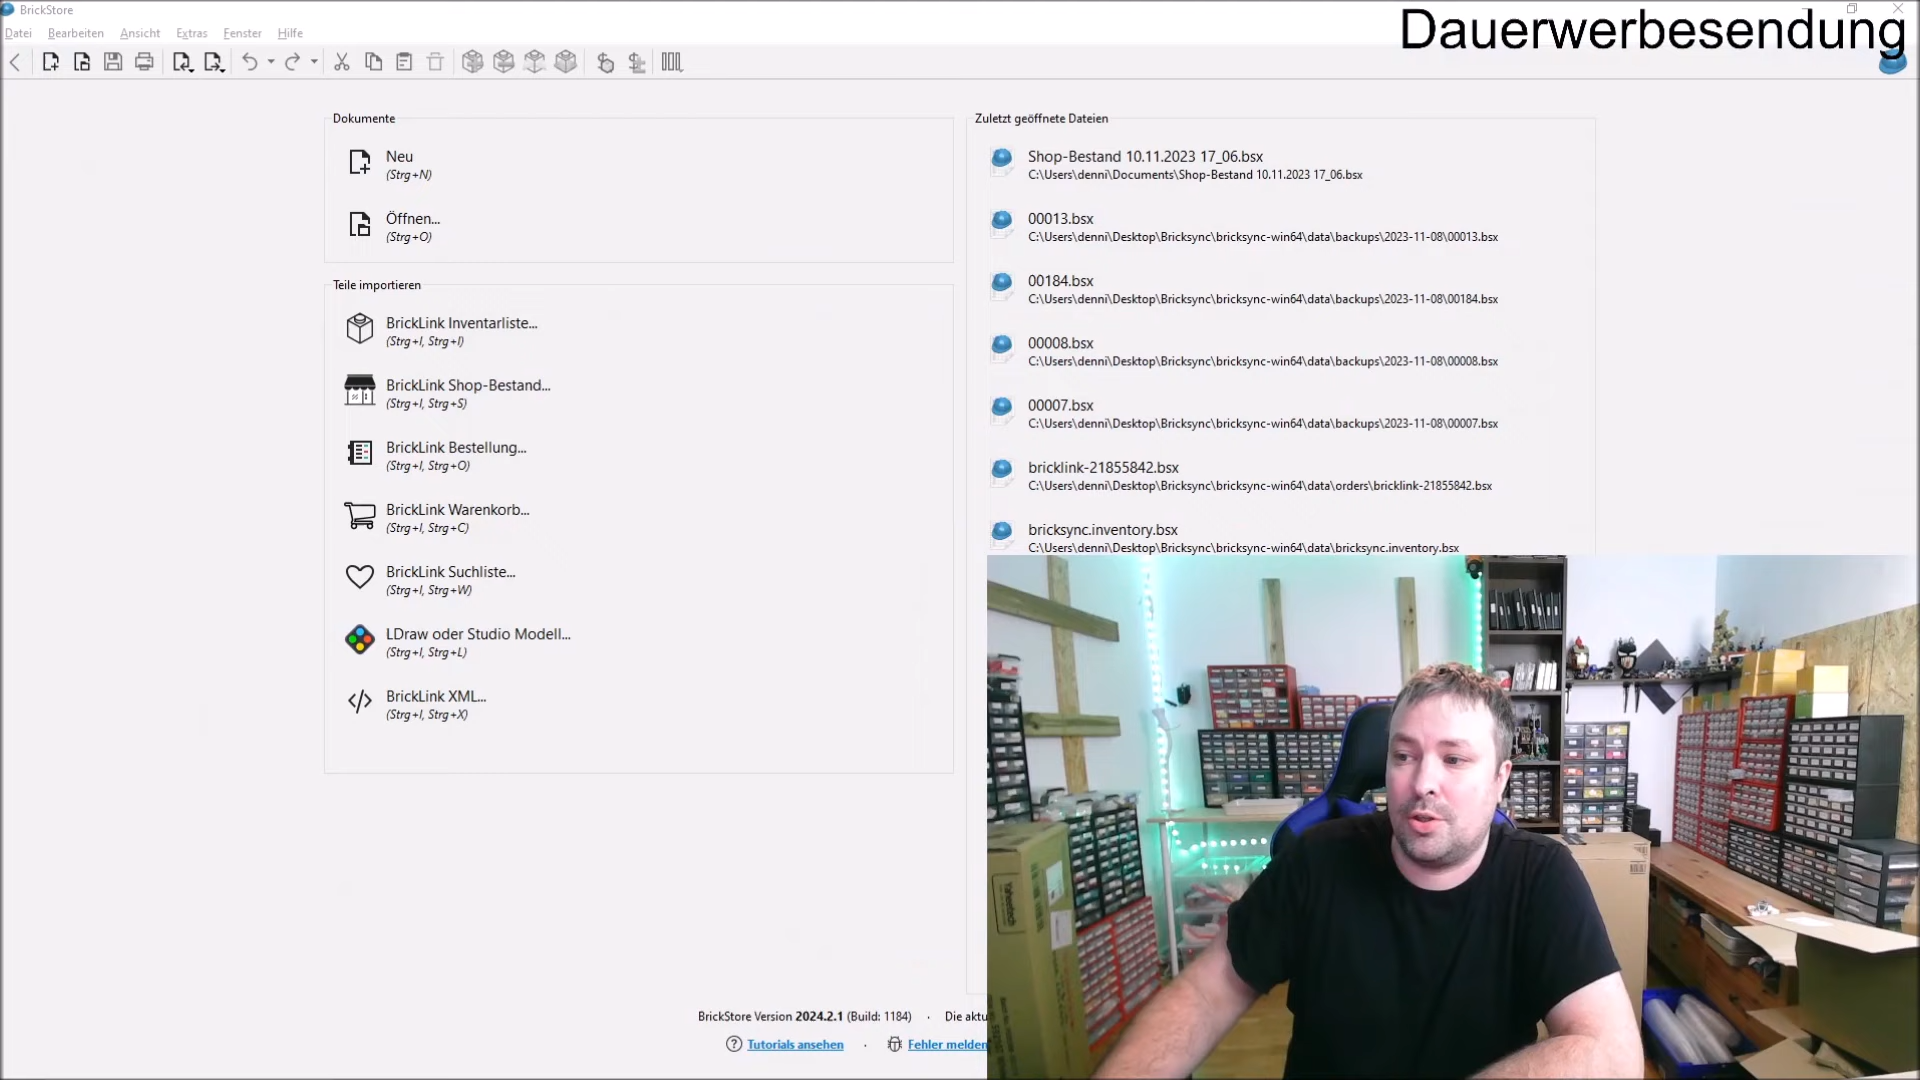 BrickStore
Dauerwerbesendung
Datei Bearbeiten Ansicht Extras Fenster Hilfe
Dokumente
Neu
(Strg+N)
Öffnen...
(Strg+O)
Teile importieren
BrickLink Inventarliste...
(Strg+I, Strg+I)
BrickLink Shop-Bestand...
(Strg+I, Strg+S)
BrickLink Bestellung...
(Strg+I, Strg+O)
BrickLink Warenkorb...
(Strg+I, Strg+C)
BrickLink Suchliste...
(Strg+I, Strg+W)
LDraw oder Studio Modell...
(Strg+I, Strg+L)
BrickLink XML...
(Strg+I, Strg+X)
Zuletzt geöffnete Dateien
Shop-Bestand 10.11.2023 17_06.bsx
C:\Users\denni\Documents\Shop-Bestand 10.11.2023 17_06.bsx
00013.bsx
C:\Users\denni\Desktop\Bricksync\bricksync-win64\data\backups\2023-11-08\00013.bsx
00184.bsx
C:\Users\denni\Desktop\Bricksync\bricksync-win64\data\backups\2023-11-08\00184.bsx
00008.bsx
C:\Users\denni\Desktop\Bricksync\bricksync-win64\data\backups\2023-11-08\00008.bsx
00007.bsx
C:\Users\denni\Desktop\Bricksync\bricksync-win64\data\backups\2023-11-08\00007.bsx
bricklink-21855842.bsx
C:\Users\denni\Desktop\Bricksync\bricksync-win64\data\orders\bricklink-21855842.bsx
bricksync.inventory.bsx
C:\Users\denni\Desktop\Bricksync\bricksync-win64\data\bricksync.inventory.bsx
BrickStore Version 2024.2.1 (Build: 1184) · Die aktu
Tutorials ansehen · Fehler melden